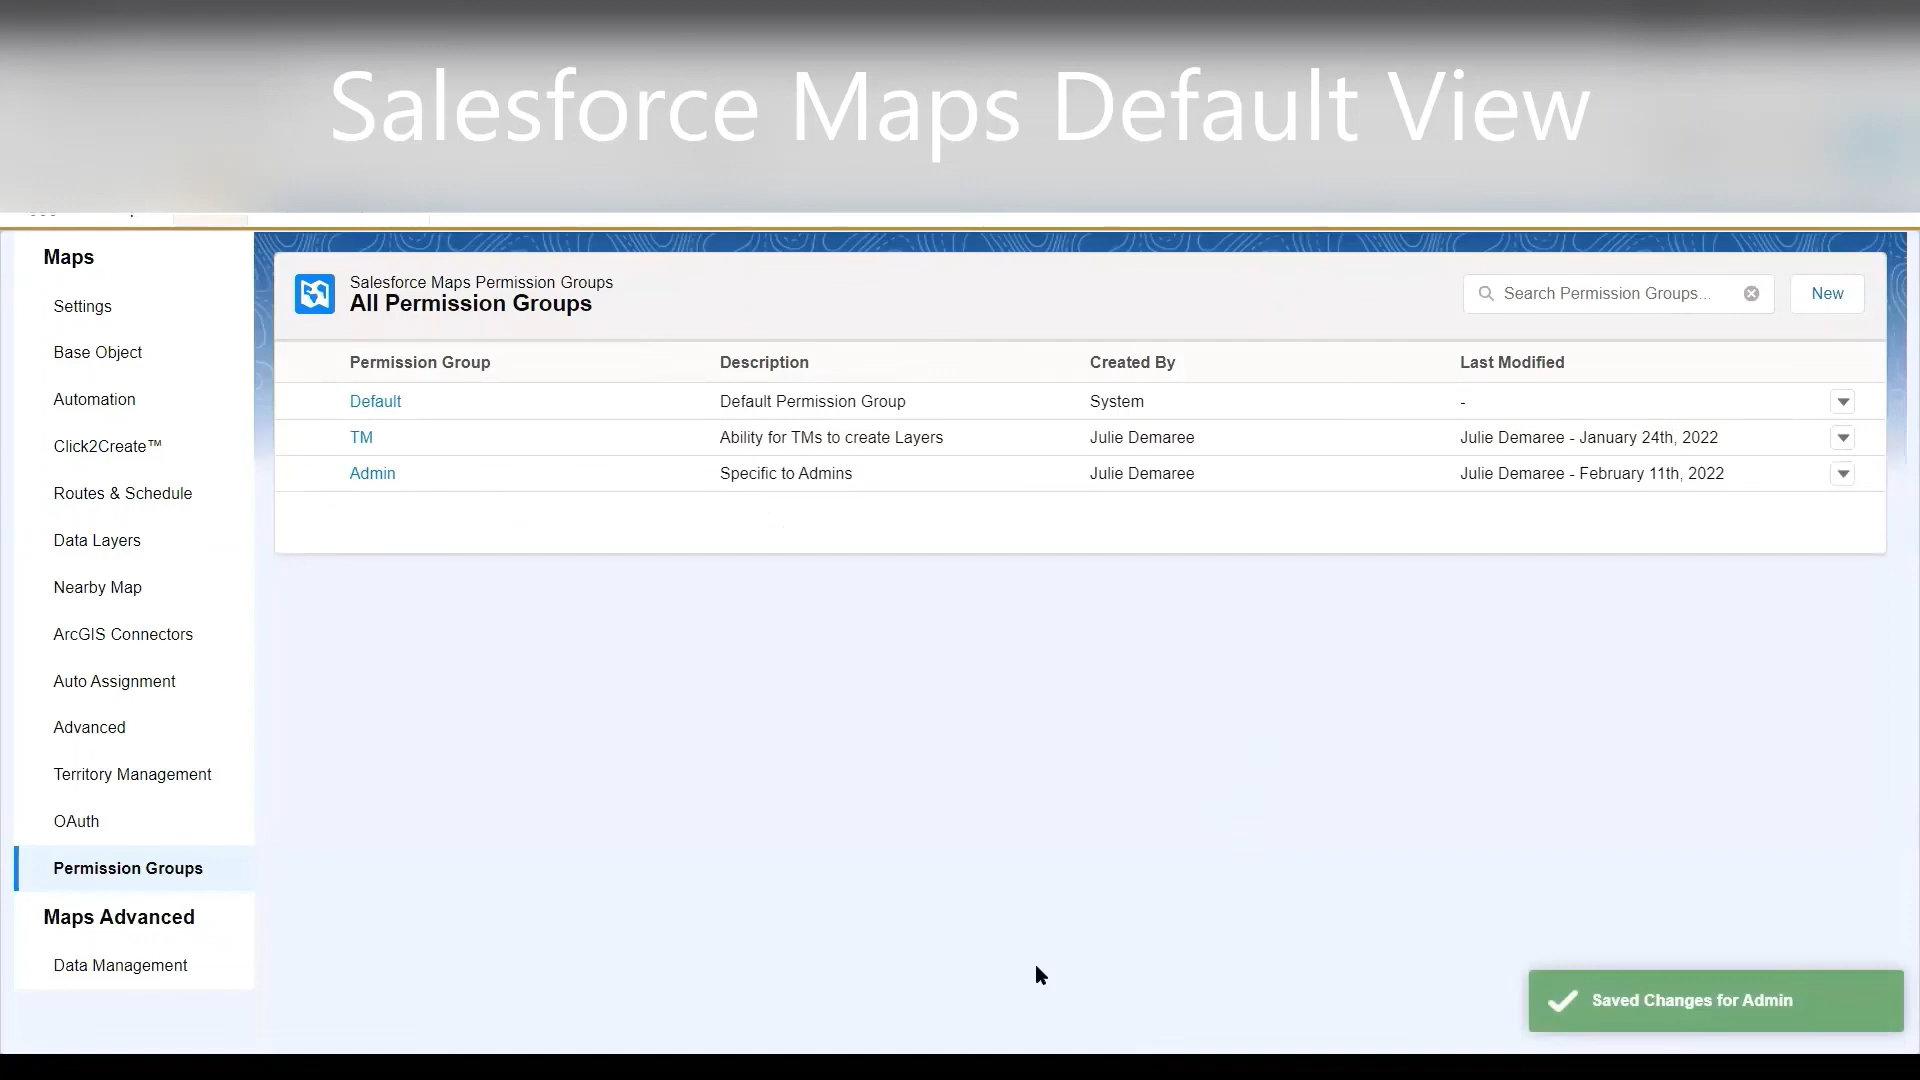 Salesforce Maps Default View
Maps
Settings
Base Object
Automation
Click2Create™
Routes & Schedule
Data Layers
Nearby Map
ArcGIS Connectors
Auto Assignment
Advanced
Territory Management
OAuth
Permission Groups
Maps Advanced
Data Management
Salesforce Maps Permission Groups
All Permission Groups
Search Permission Groups...
New
Permission Group Description Created By Last Modified
Default Default Permission Group System -
TM Ability for TMs to create Layers Julie Demaree Julie Demaree - January 24th, 2022
Admin Specific to Admins Julie Demaree Julie Demaree - February 11th, 2022
Saved Changes for Admin